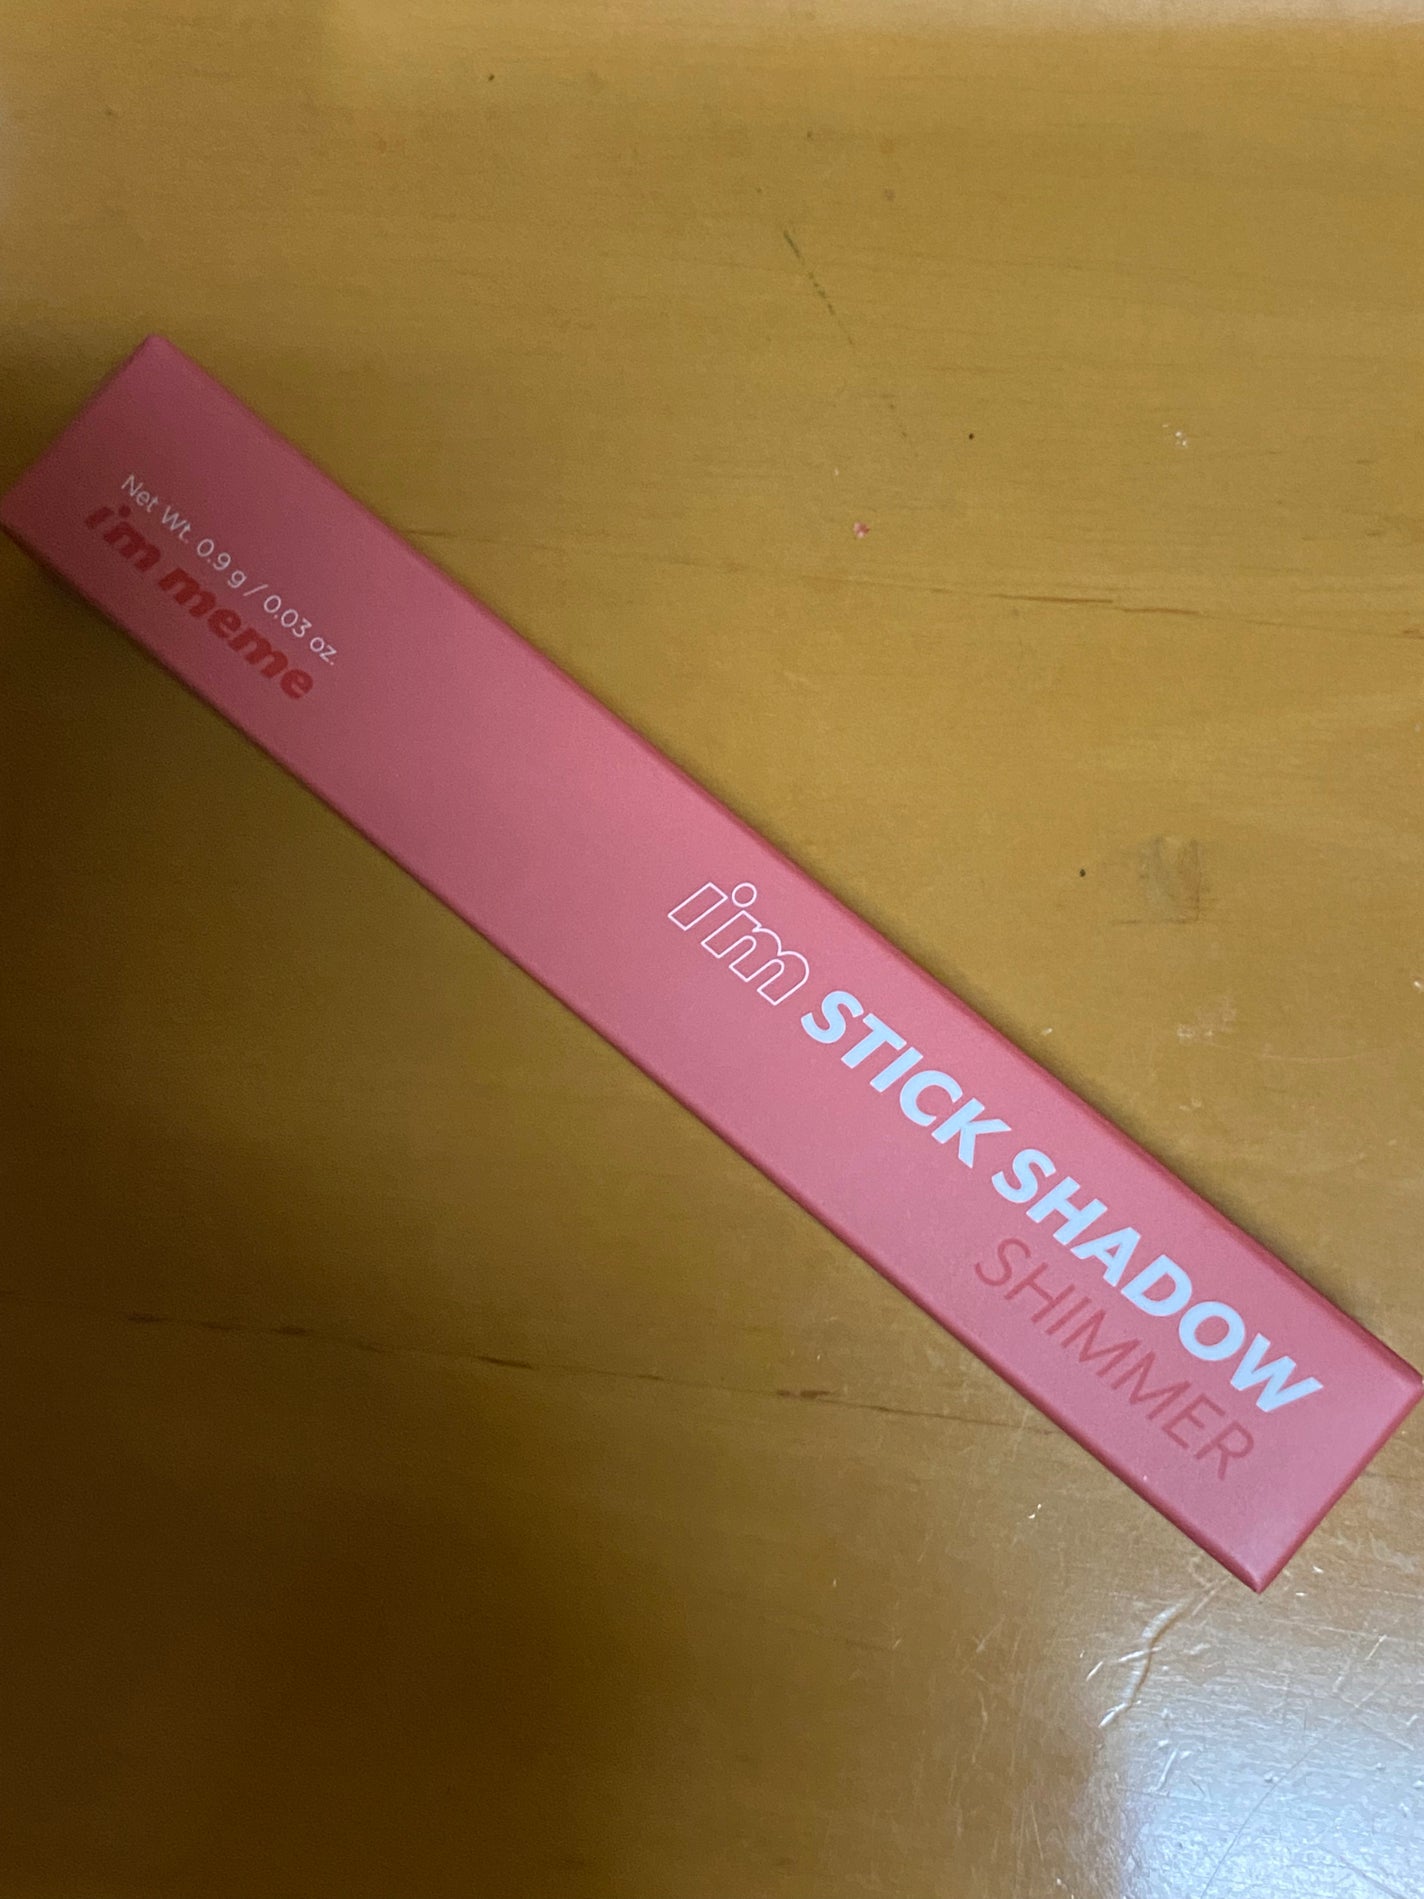 Net Wt. 0.9 g / 0.03 oz.
i'm meme
i'm STICK SHADOW
SHIMMER